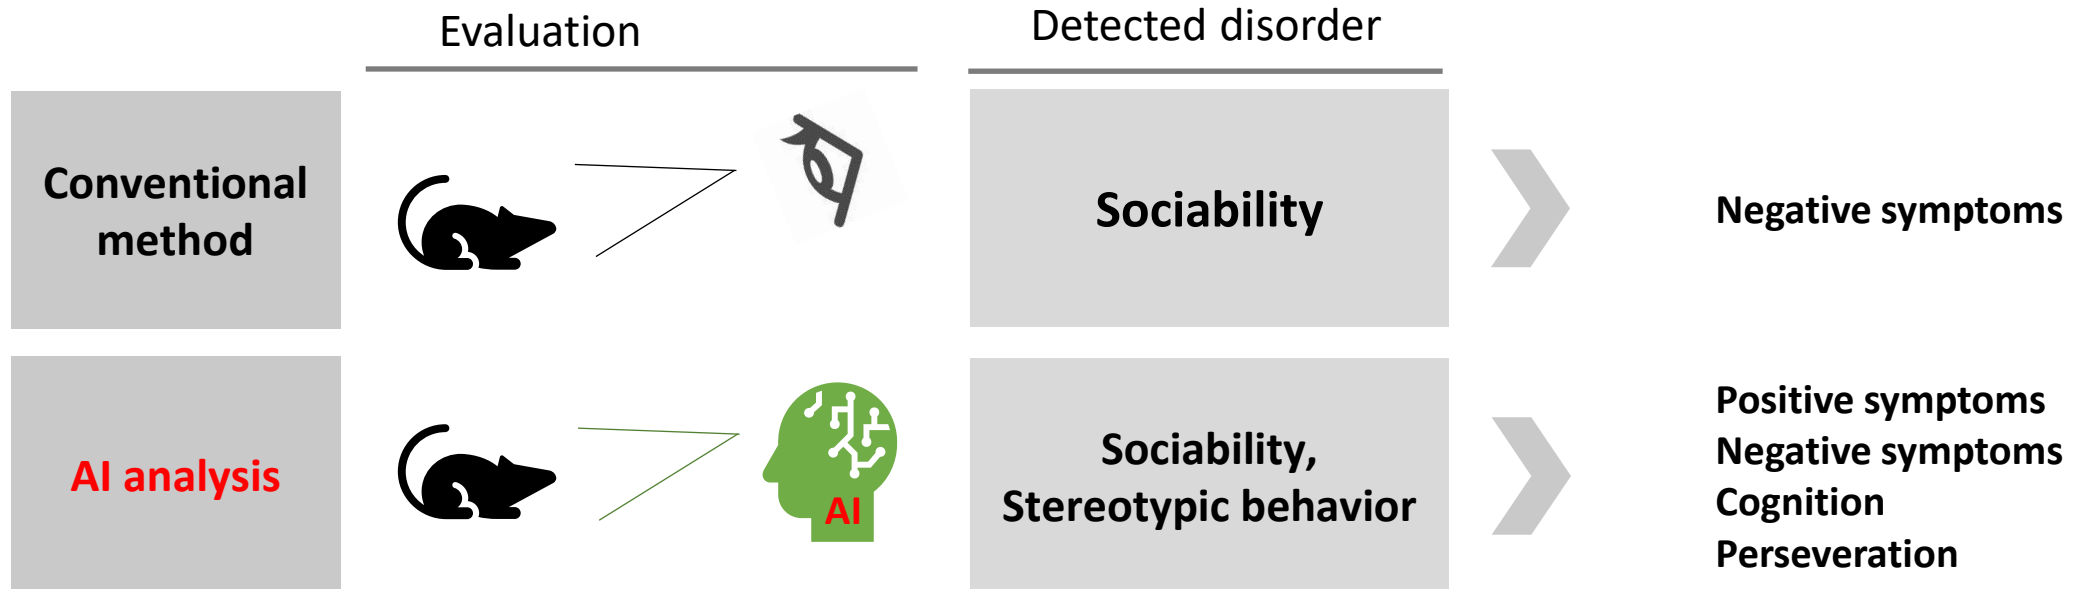 Evaluation
Detected disorder
Conventional
method
Sociability
Negative symptoms
AI analysis
AI
Sociability,
Stereotypic behavior
Positive symptoms
Negative symptoms
Cognition
Perseveration